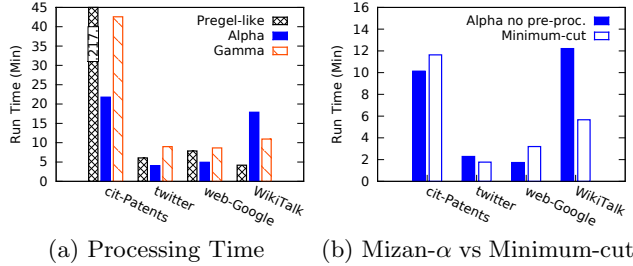 Run Time (Min)
45
40
35
30
25
20
15
10
5
0
217.
Pregel-like
Alpha
Gamma
cit-Patents
twitter
web-Google
WikiTalk
(a) Processing Time
Run Time (Min)
16
14
12
10
8
6
4
2
0
Alpha no pre-proc.
Minimum-cut
cit-Patents
twitter
web-Google
WikiTalk
(b) Mizan-α vs Minimum-cut